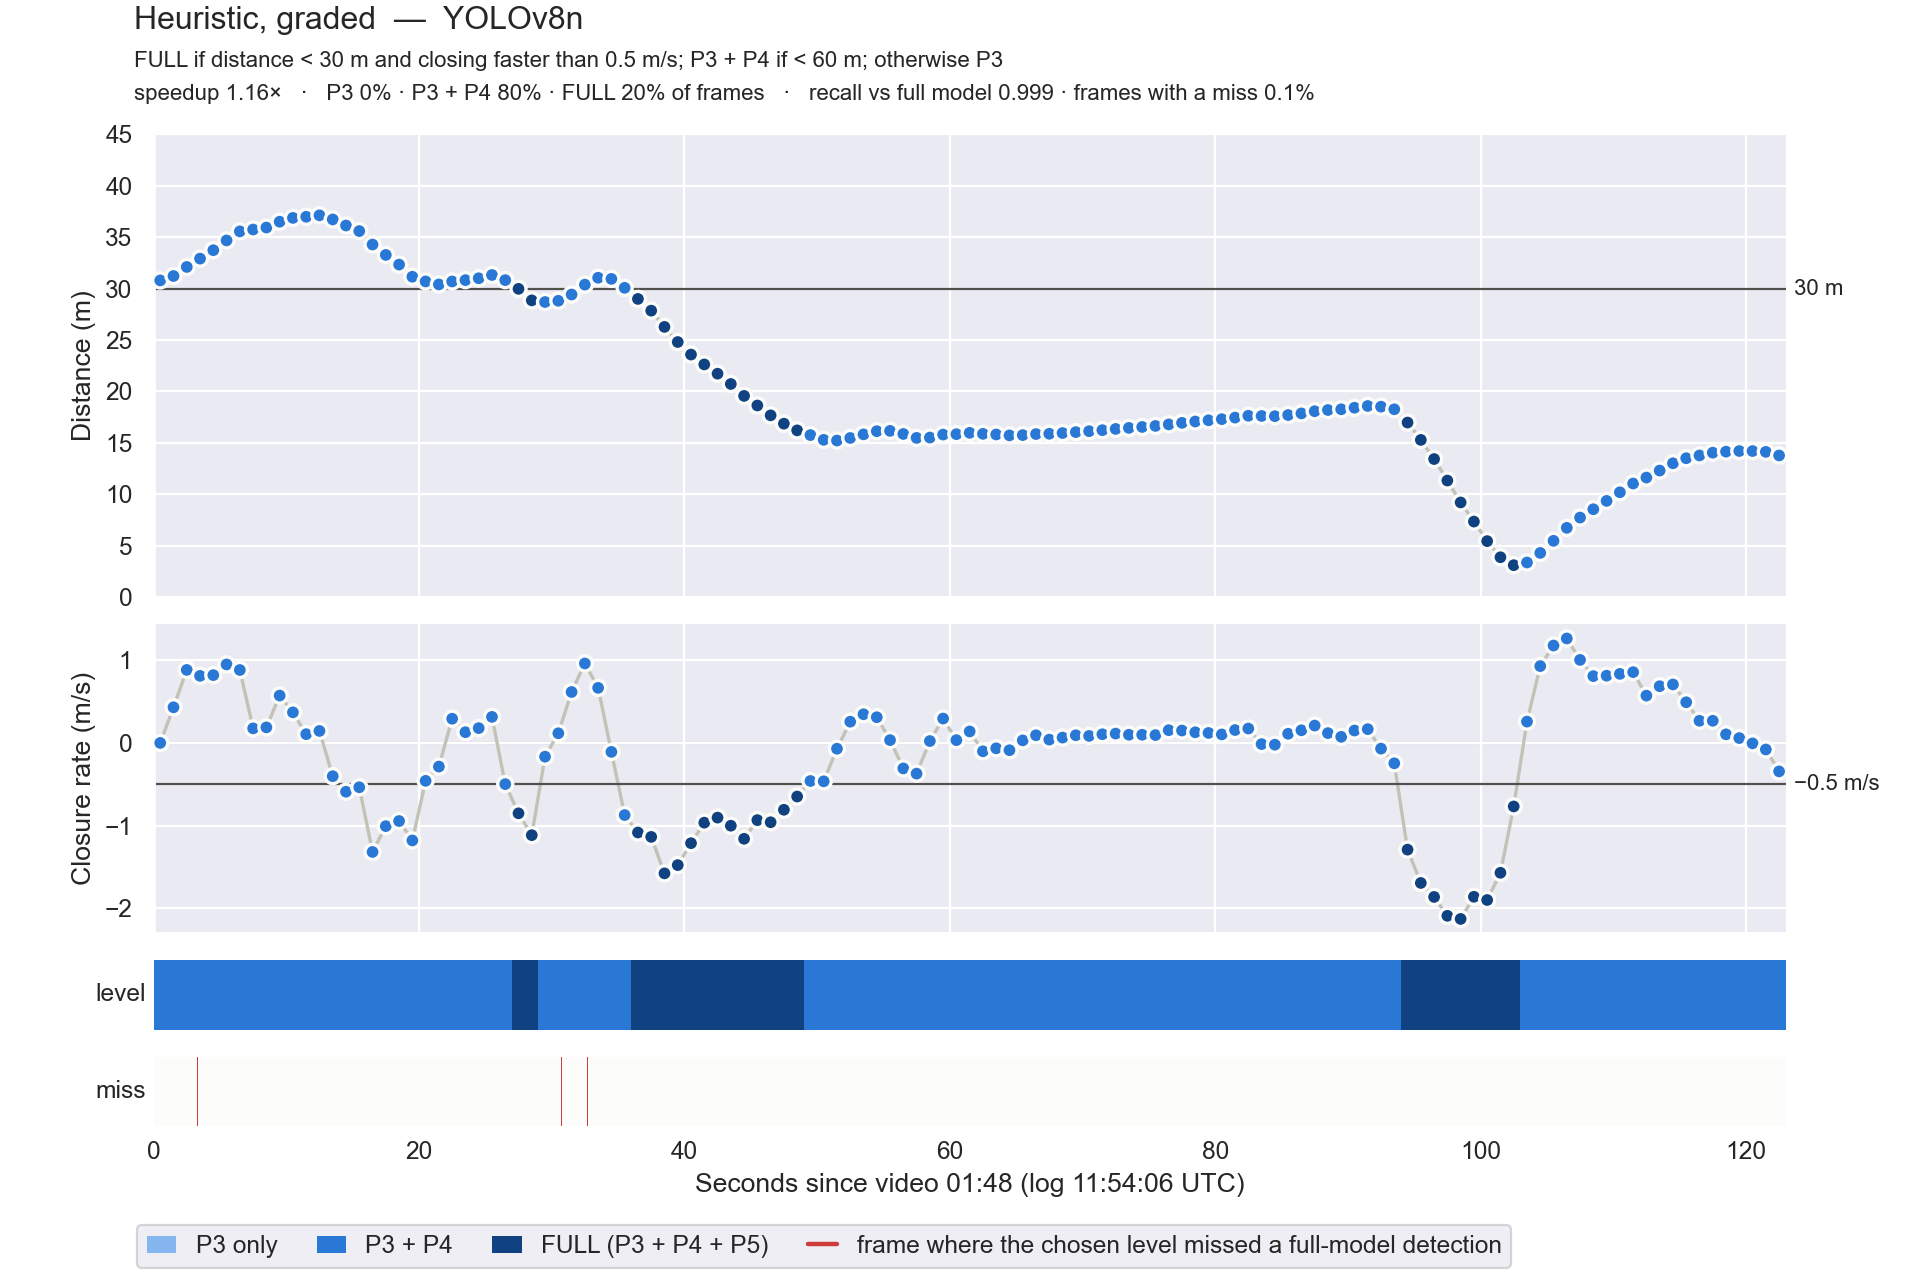 Heuristic, graded — YOLOv8n
FULL if distance < 30 m and closing faster than 0.5 m/s; P3 + P4 if < 60 m; otherwise P3
speedup 1.16× · P3 0% · P3 + P4 80% · FULL 20% of frames · recall vs full model 0.999 · frames with a miss 0.1%
45
40
35
30
25
20
15
10
5
0
Distance (m)
30 m
1
0
−1
−2
Closure rate (m/s)
−0.5 m/s
level
miss
0 20 40 60 80 100 120
Seconds since video 01:48 (log 11:54:06 UTC)
P3 only P3 + P4 FULL (P3 + P4 + P5) frame where the chosen level missed a full-model detection